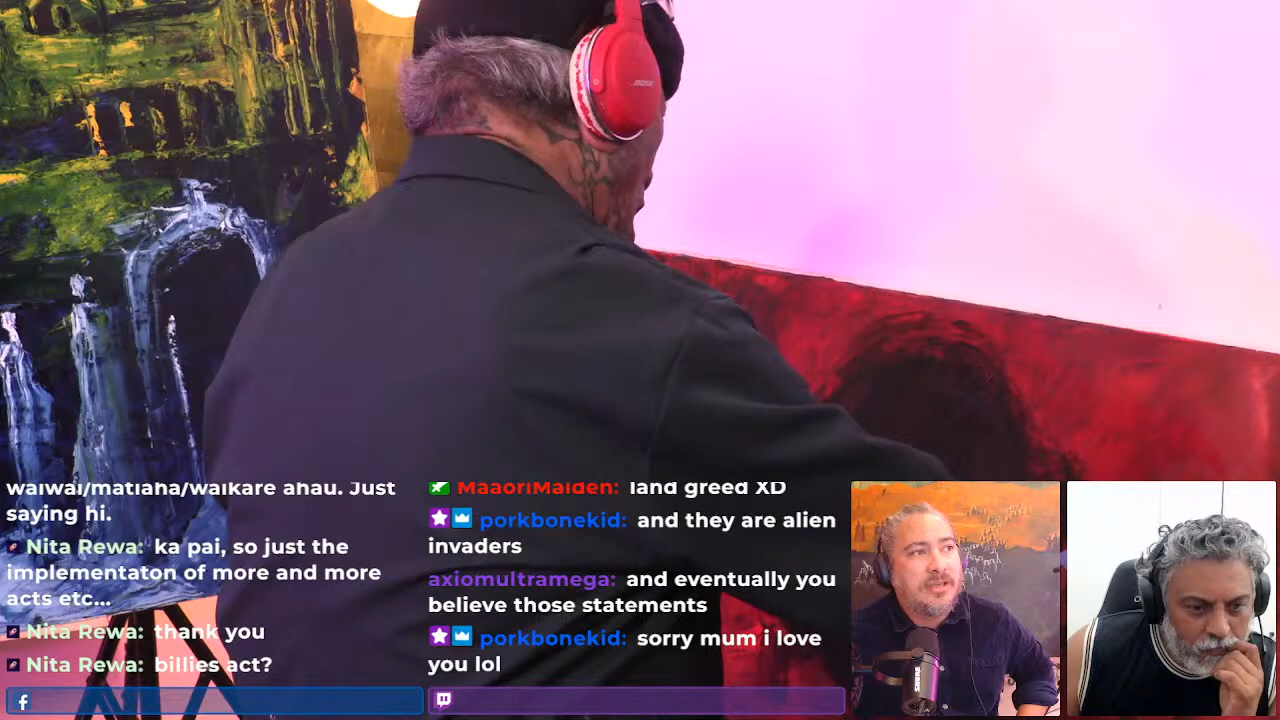 BOSE
waiwai/matiaha/waikare ahau. Just
saying hi.
Nita Rewa: ka pai, so just the
implementaton of more and more
acts etc...
Nita Rewa: thank you
Nita Rewa: billies act?
MaaoriMaiden: land greed XD
porkbonekid: and they are alien
invaders
axiomultramega: and eventually you
believe those statements
porkbonekid: sorry mum i love
you lol
SHURE